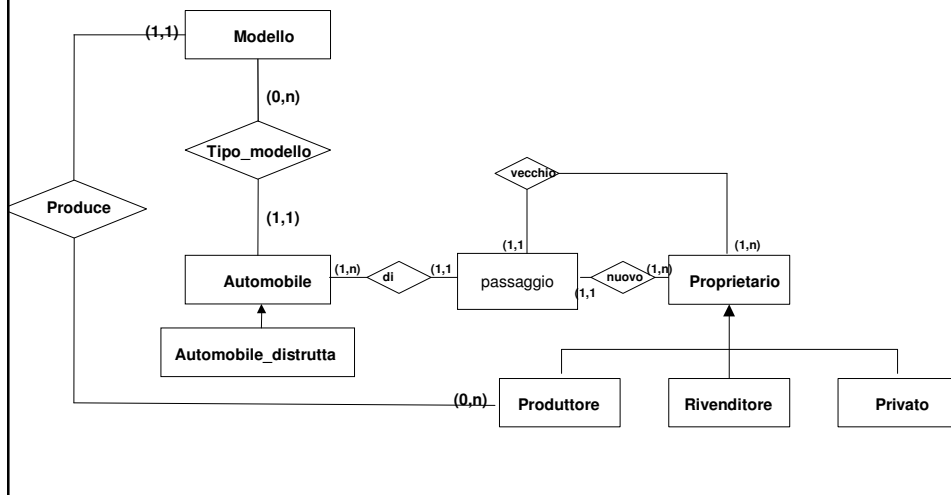 (1,1)
Modello
(0,n)
Tipo_modello
vecchio
Produce
(1,1)
(1,1
(1,n)
Automobile
(1,n)
di
(1,1
passaggio
(1,1
nuovo
(1,n)
Proprietario
Automobile_distrutta
(0,n)
Produttore
Rivenditore
Privato